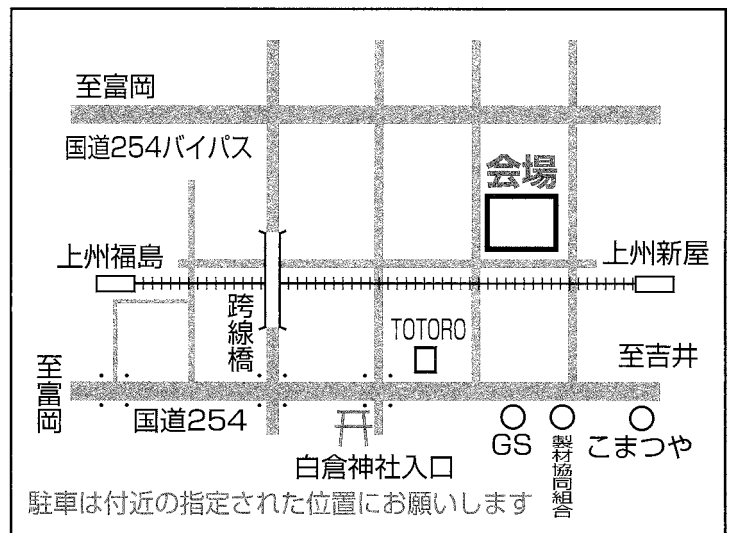 至富岡
国道254バイパス
会場
上州福島
上州新屋
跨線橋
TOTORO
至吉井
至富岡
国道254
GS
製材協同組合
こまつや
白倉神社入口
駐車は付近の指定された位置にお願いします